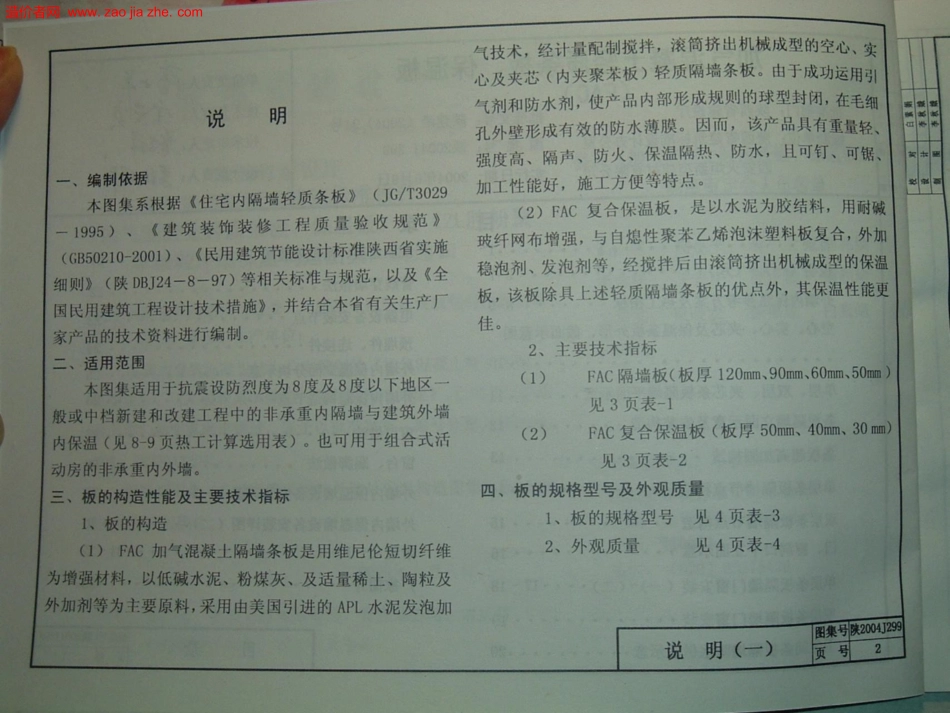 造价者网 www.zaojiazhe.com
说 明
一、编制依据
本图集系根据《住宅内隔墙轻质条板》（JG/T3029
－1995）、《建筑装饰装修工程质量验收规范》
（GB50210-2001）、《民用建筑节能设计标准陕西省实施
细则》（陕 DBJ24－8－97）等相关标准与规范，以及《全
国民用建筑工程设计技术措施》，并结合本省有关生产厂
家产品的技术资料进行编制。
二、适用范围
本图集适用于抗震设防烈度为8度及8度以下地区一
般或中档新建和改建工程中的非承重内隔墙与建筑外墙
内保温（见8-9页热工计算选用表）。也可用于组合式活
动房的非承重内外墙。
三、板的构造性能及主要技术指标
1、板的构造
（1） FAC 加气混凝土隔墙条板是用维尼伦短切纤维
为增强材料，以低碱水泥、粉煤灰、及适量稀土、陶粒及
外加剂等为主要原料，采用由美国引进的 APL 水泥发泡加
气技术，经计量配制搅拌，滚筒挤出机械成型的空心、实
心及夹芯（内夹聚苯板）轻质隔墙条板。由于成功运用引
气剂和防水剂，使产品内部形成规则的球型封闭，在毛细
孔外壁形成有效的防水薄膜。因而，该产品具有重量轻、
强度高、隔声、防火、保温隔热、防水，且可钉、可锯、
加工性能好，施工方便等特点。
（2）FAC 复合保温板，是以水泥为胶结料，用耐碱
玻纤网布增强，与自熄性聚苯乙烯泡沫塑料板复合，外加
稳泡剂、发泡剂等，经搅拌后由滚筒挤出机械成型的保温
板，该板除具上述轻质隔墙条板的优点外，其保温性能更
佳。
2、主要技术指标
（1） FAC隔墙板（板厚 120mm、90mm、60mm、50mm）
见 3 页表-1
（2） FAC复合保温板（板厚 50mm、40mm、30 mm）
见 3 页表-2
四、板的规格型号及外观质量
1、板的规格型号 见 4 页表-3
2、外观质量 见 4 页表-4
说 明（一）
图集号 陕2004J299
页 号 2
校 对
设 计
制 图